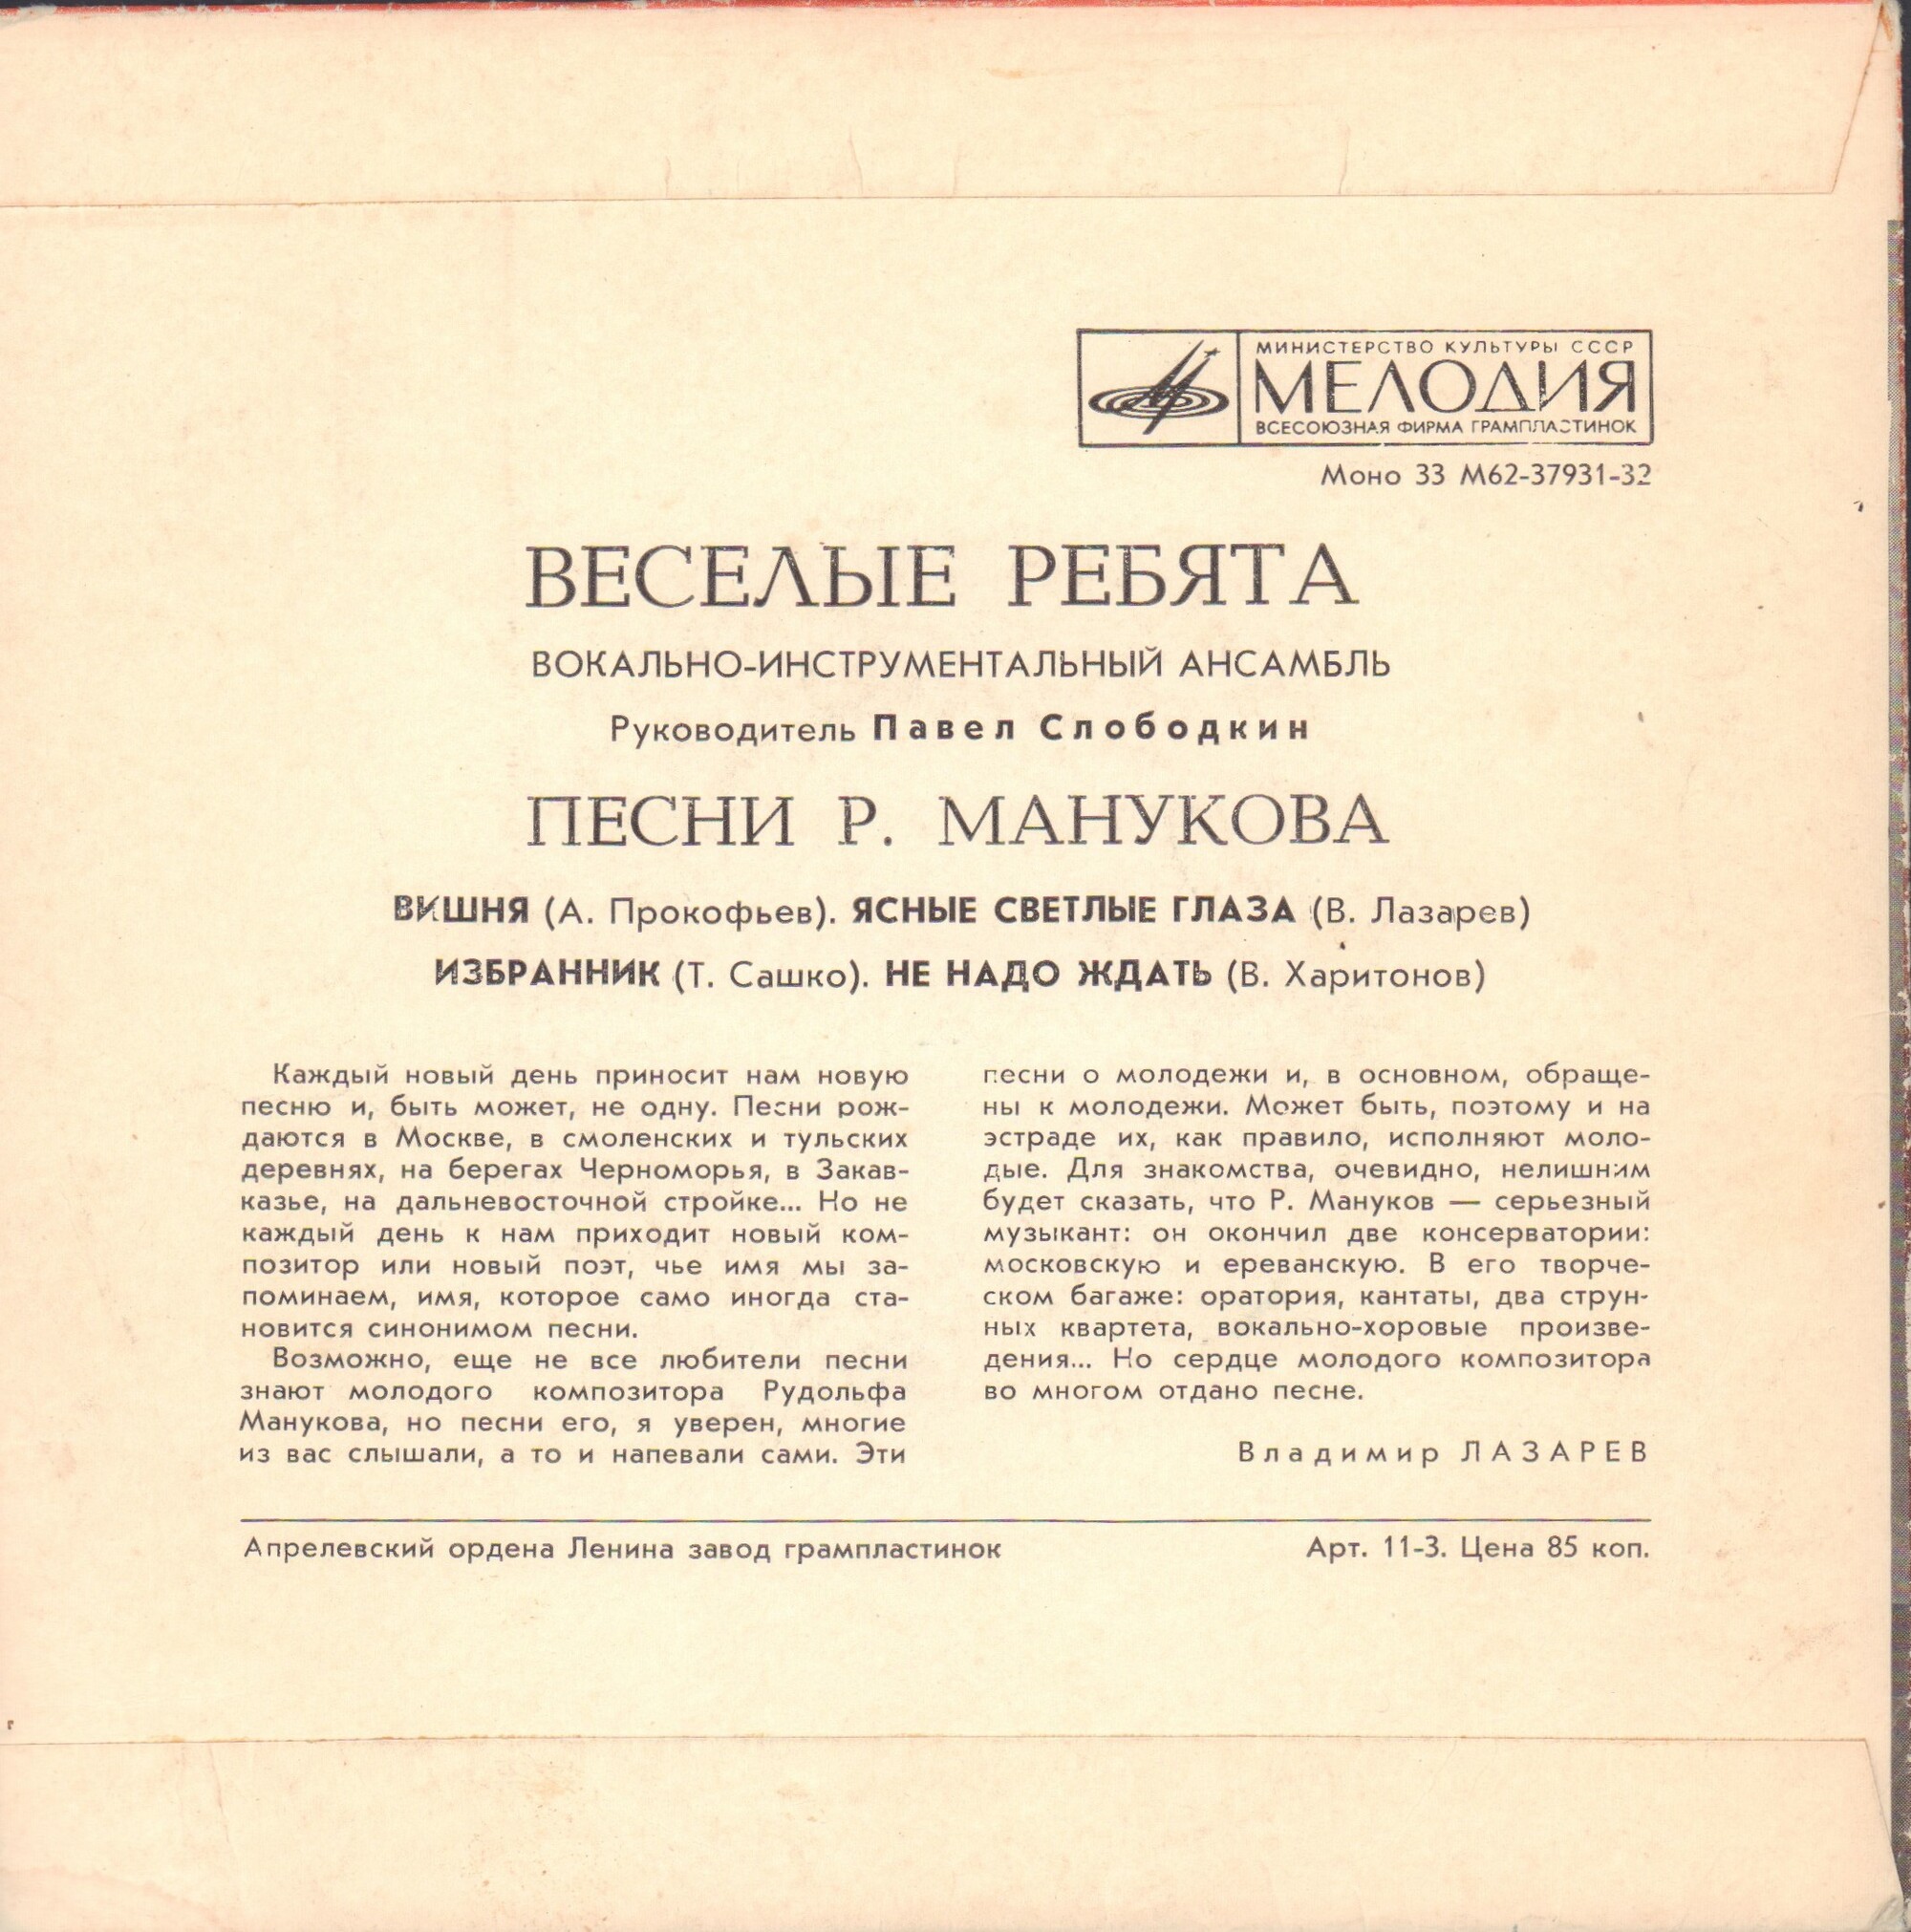 МИНИСТЕРСТВО КУЛЬТУРЫ СССР
МЕЛОДИЯ
ВСЕСОЮЗНАЯ ФИРМА ГРАМПЛАСТИНОК
Моно 33 М62-37931-32
ВЕСЕЛЫЕ РЕБЯТА
ВОКАЛЬНО-ИНСТРУМЕНТАЛЬНЫЙ АНСАМБЛЬ
Руководитель Павел Слободкин
ПЕСНИ Р. МАНУКОВА
ВИШНЯ (А. Прокофьев). ЯСНЫЕ СВЕТЛЫЕ ГЛАЗА (В. Лазарев)
ИЗБРАННИК (Т. Сашко). НЕ НАДО ЖДАТЬ (В. Харитонов)
Каждый новый день приносит нам новую
песню и, быть может, не одну. Песни рож-
даются в Москве, в смоленских и тульских
деревнях, на берегах Черноморья, в Закав-
казье, на дальневосточной стройке... Но не
каждый день к нам приходит новый ком-
позитор или новый поэт, чье имя мы за-
поминаем, имя, которое само иногда ста-
новится синонимом песни.
Возможно, еще не все любители песни
знают молодого композитора Рудольфа
Манукова, но песни его, я уверен, многие
из вас слышали, а то и напевали сами. Эти
песни о молодежи и, в основном, обраще-
ны к молодежи. Может быть, поэтому и на
эстраде их, как правило, исполняют моло-
дые. Для знакомства, очевидно, нелишним
будет сказать, что Р. Мануков — серьезный
музыкант: он окончил две консерватории:
московскую и ереванскую. В его творче-
ском багаже: оратория, кантаты, два струн-
ных квартета, вокально-хоровые произве-
дения... Но сердце молодого композитора
во многом отдано песне.
Владимир ЛАЗАРЕВ
Апрелевский ордена Ленина завод грампластинок
Арт. 11-3. Цена 85 коп.